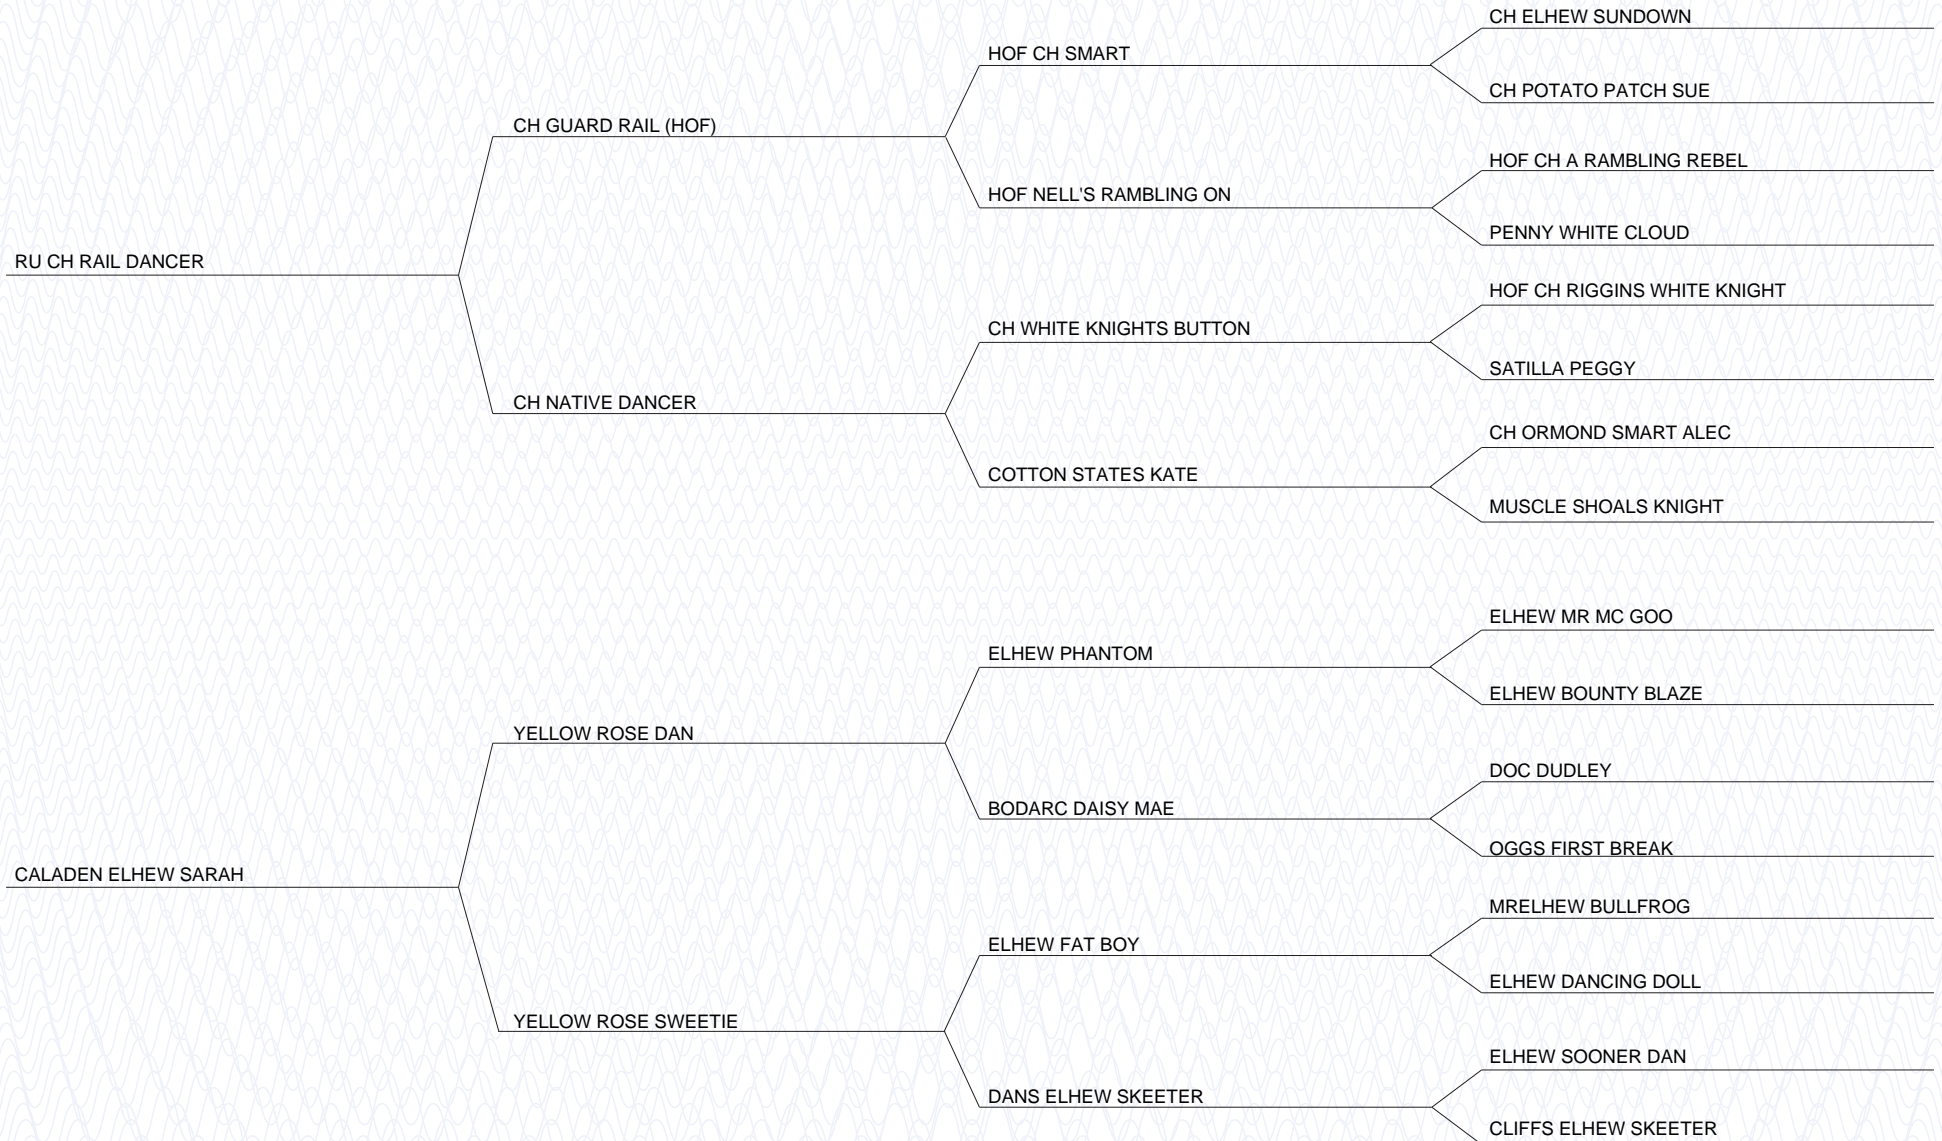 CH ELHEW SUNDOWN
HOF CH SMART
CH POTATO PATCH SUE
CH GUARD RAIL (HOF)
HOF CH A RAMBLING REBEL
HOF NELL'S RAMBLING ON
PENNY WHITE CLOUD
RU CH RAIL DANCER
HOF CH RIGGINS WHITE KNIGHT
CH WHITE KNIGHTS BUTTON
SATILLA PEGGY
CH NATIVE DANCER
CH ORMOND SMART ALEC
COTTON STATES KATE
MUSCLE SHOALS KNIGHT
ELHEW MR MC GOO
ELHEW PHANTOM
ELHEW BOUNTY BLAZE
YELLOW ROSE DAN
DOC DUDLEY
BODARC DAISY MAE
OGGS FIRST BREAK
CALADEN ELHEW SARAH
MRELHEW BULLFROG
ELHEW FAT BOY
ELHEW DANCING DOLL
YELLOW ROSE SWEETIE
ELHEW SOONER DAN
DANS ELHEW SKEETER
CLIFFS ELHEW SKEETER